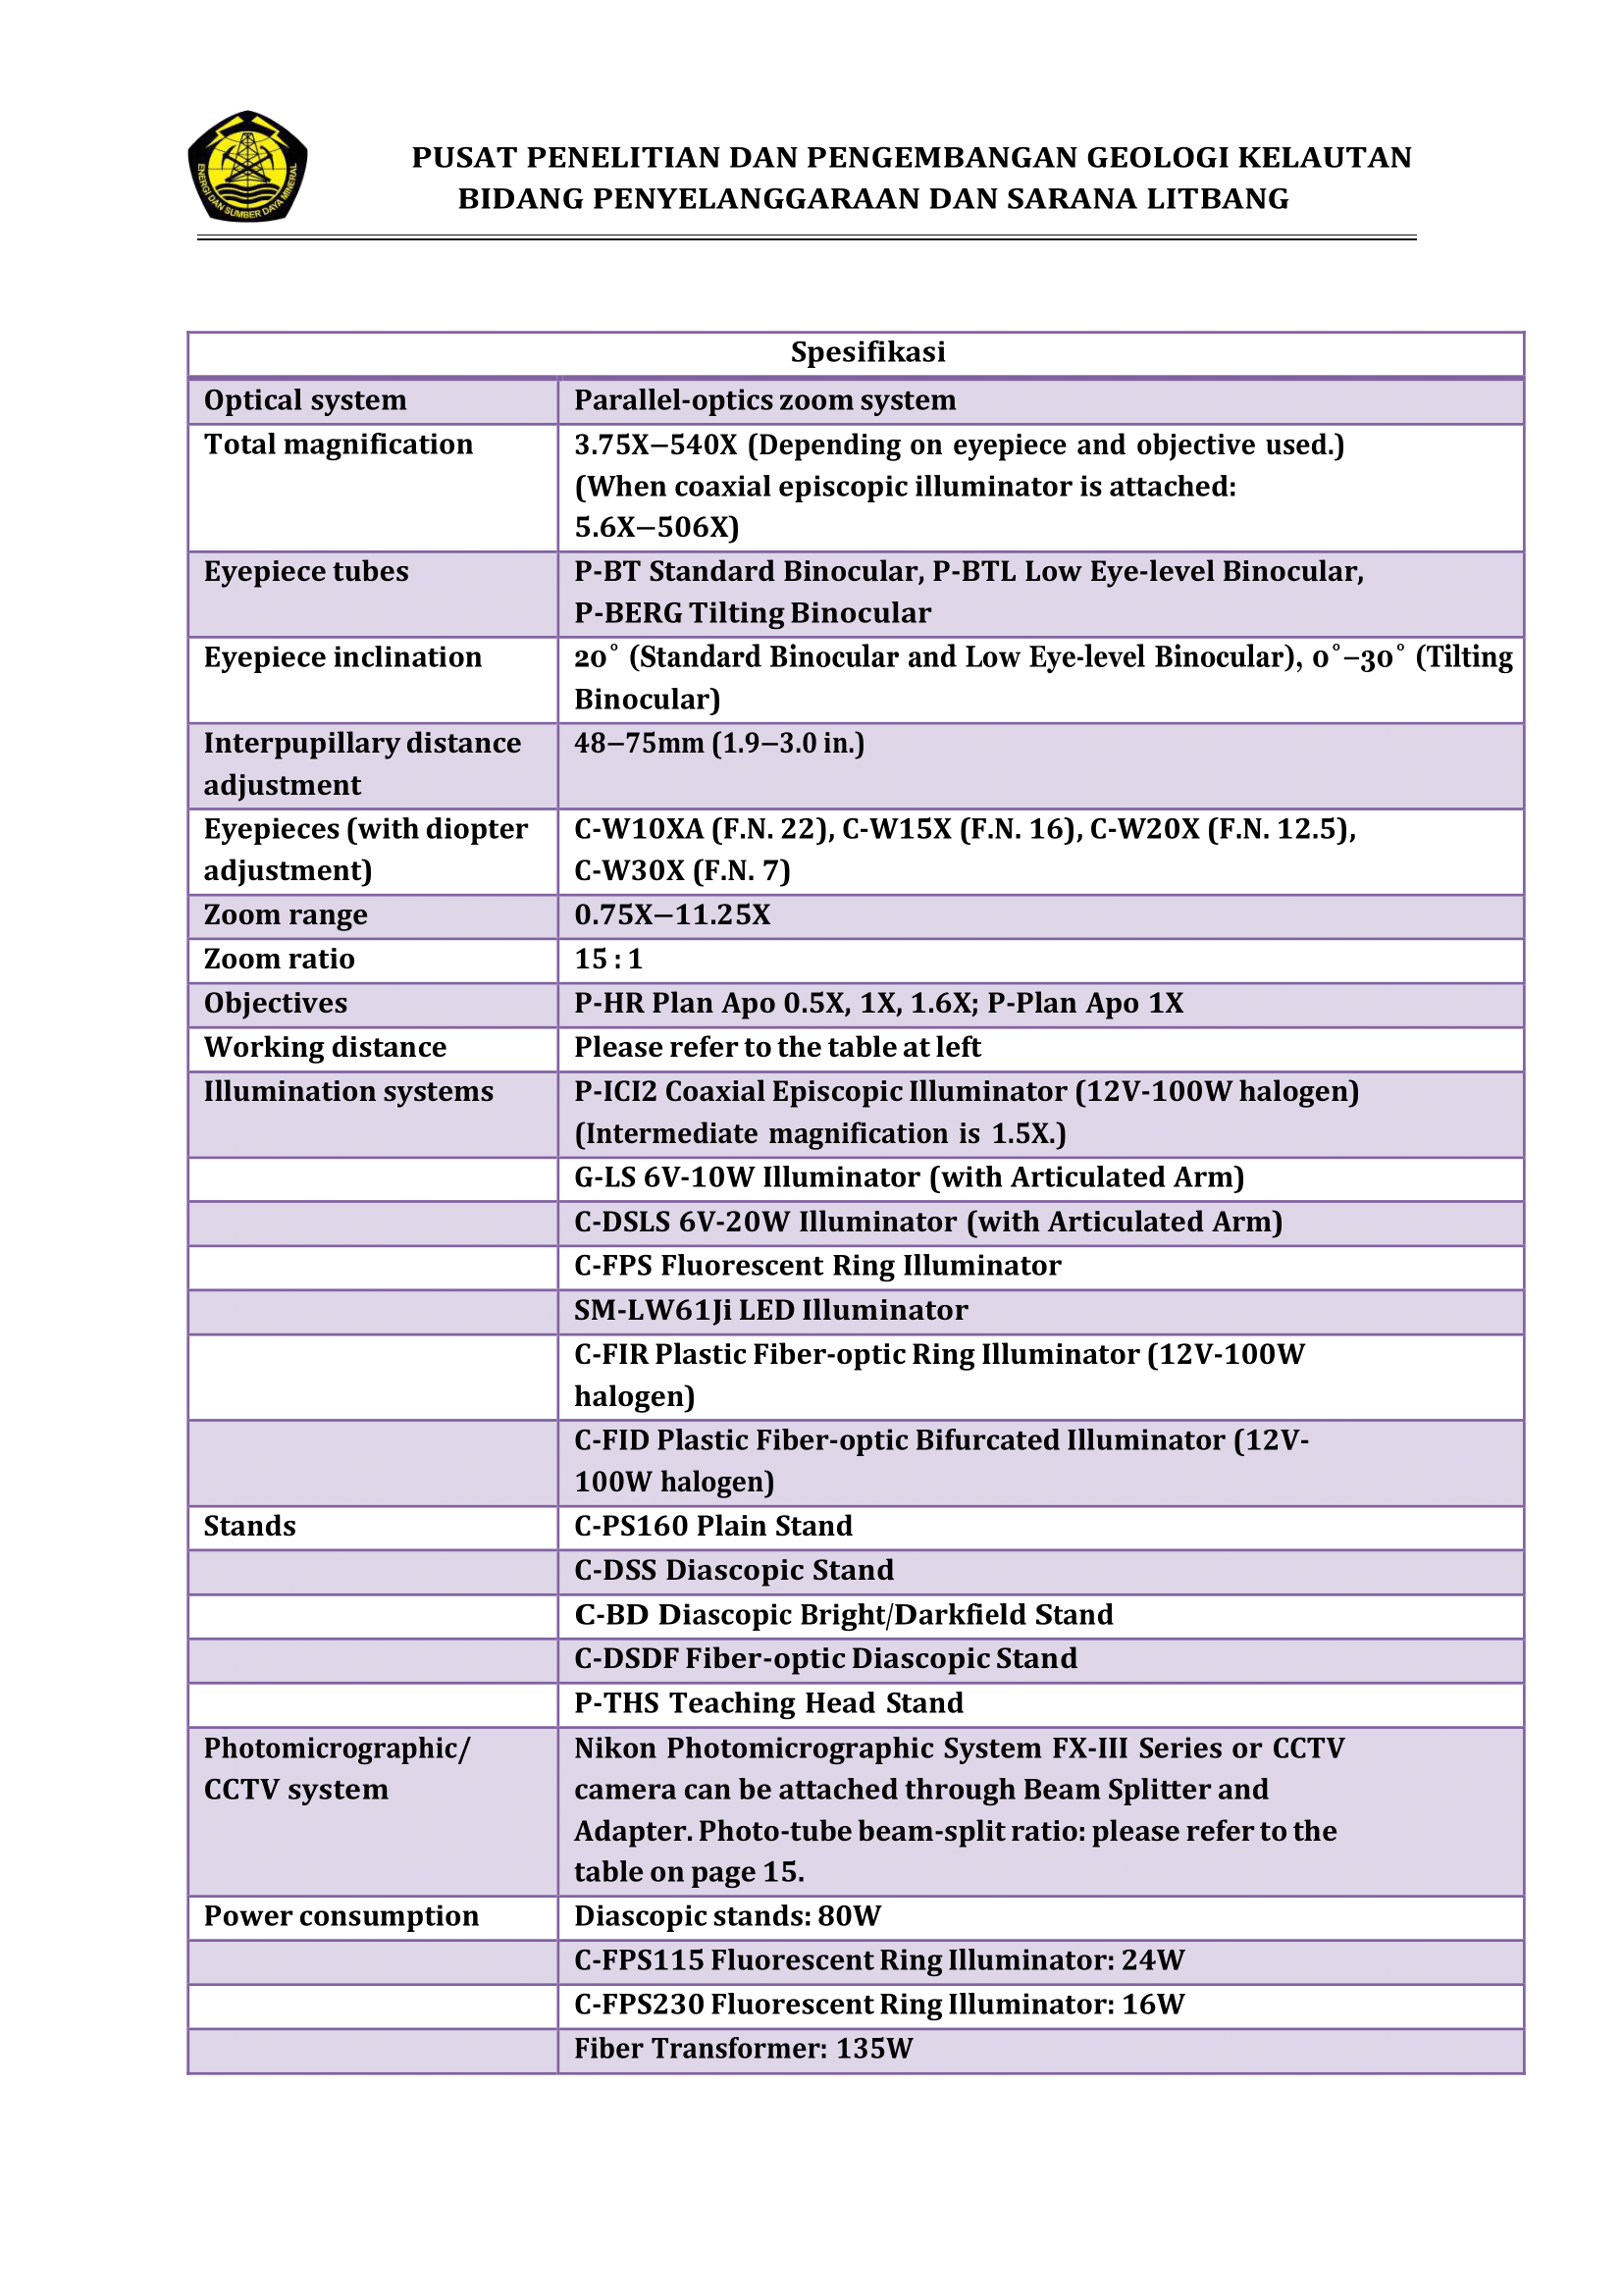 ENERGI DAN SUMBER DAYA MINERAL
PUSAT PENELITIAN DAN PENGEMBANGAN GEOLOGI KELAUTAN
BIDANG PENYELANGGARAAN DAN SARANA LITBANG
Spesifikasi
Optical system Parallel-optics zoom system
Total magnification 3.75X–540X (Depending on eyepiece and objective used.)
(When coaxial episcopic illuminator is attached:
5.6X–506X)
Eyepiece tubes P-BT Standard Binocular, P-BTL Low Eye-level Binocular,
P-BERG Tilting Binocular
Eyepiece inclination 20˚ (Standard Binocular and Low Eye-level Binocular), 0˚–30˚ (Tilting
Binocular)
Interpupillary distance 48–75mm (1.9–3.0 in.)
adjustment
Eyepieces (with diopter C-W10XA (F.N. 22), C-W15X (F.N. 16), C-W20X (F.N. 12.5),
adjustment) C-W30X (F.N. 7)
Zoom range 0.75X–11.25X
Zoom ratio 15 : 1
Objectives P-HR Plan Apo 0.5X, 1X, 1.6X; P-Plan Apo 1X
Working distance Please refer to the table at left
Illumination systems P-ICI2 Coaxial Episcopic Illuminator (12V-100W halogen)
(Intermediate magnification is 1.5X.)
G-LS 6V-10W Illuminator (with Articulated Arm)
C-DSLS 6V-20W Illuminator (with Articulated Arm)
C-FPS Fluorescent Ring Illuminator
SM-LW61Ji LED Illuminator
C-FIR Plastic Fiber-optic Ring Illuminator (12V-100W
halogen)
C-FID Plastic Fiber-optic Bifurcated Illuminator (12V-
100W halogen)
Stands C-PS160 Plain Stand
C-DSS Diascopic Stand
C-BD Diascopic Bright/Darkfield Stand
C-DSDF Fiber-optic Diascopic Stand
P-THS Teaching Head Stand
Photomicrographic/ Nikon Photomicrographic System FX-III Series or CCTV
CCTV system camera can be attached through Beam Splitter and
Adapter. Photo-tube beam-split ratio: please refer to the
table on page 15.
Power consumption Diascopic stands: 80W
C-FPS115 Fluorescent Ring Illuminator: 24W
C-FPS230 Fluorescent Ring Illuminator: 16W
Fiber Transformer: 135W